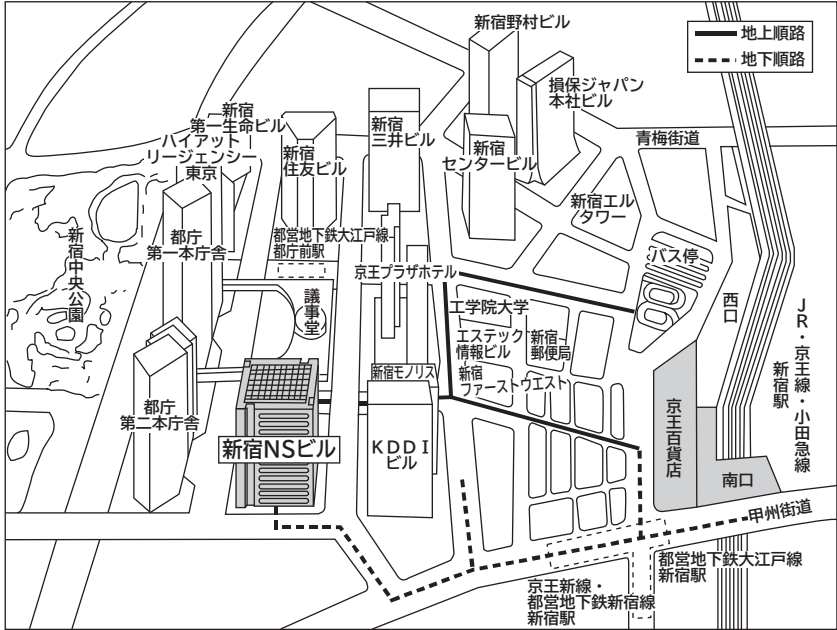 地上順路
地下順路
新宿野村ビル
損保ジャパン
本社ビル
新宿
第一生命ビル
ハイアット
リージェンシー
東京
新宿
住友ビル
新宿
三井ビル
新宿
センタービル
青梅街道
新宿エル
タワー
新宿中央公園
都庁
第一本庁舎
都営地下鉄大江戸線
都庁前駅
京王プラザホテル
バス停
議事堂
工学院大学
エステック
情報ビル
新宿
郵便局
西口
JR・京王線・小田急線
新宿駅
新宿モノリス
新宿
ファーストウエスト
都庁
第二本庁舎
新宿NSビル
KDDI
ビル
京王百貨店
南口
甲州街道
都営地下鉄大江戸線
新宿駅
京王新線・
都営地下鉄新宿線
新宿駅